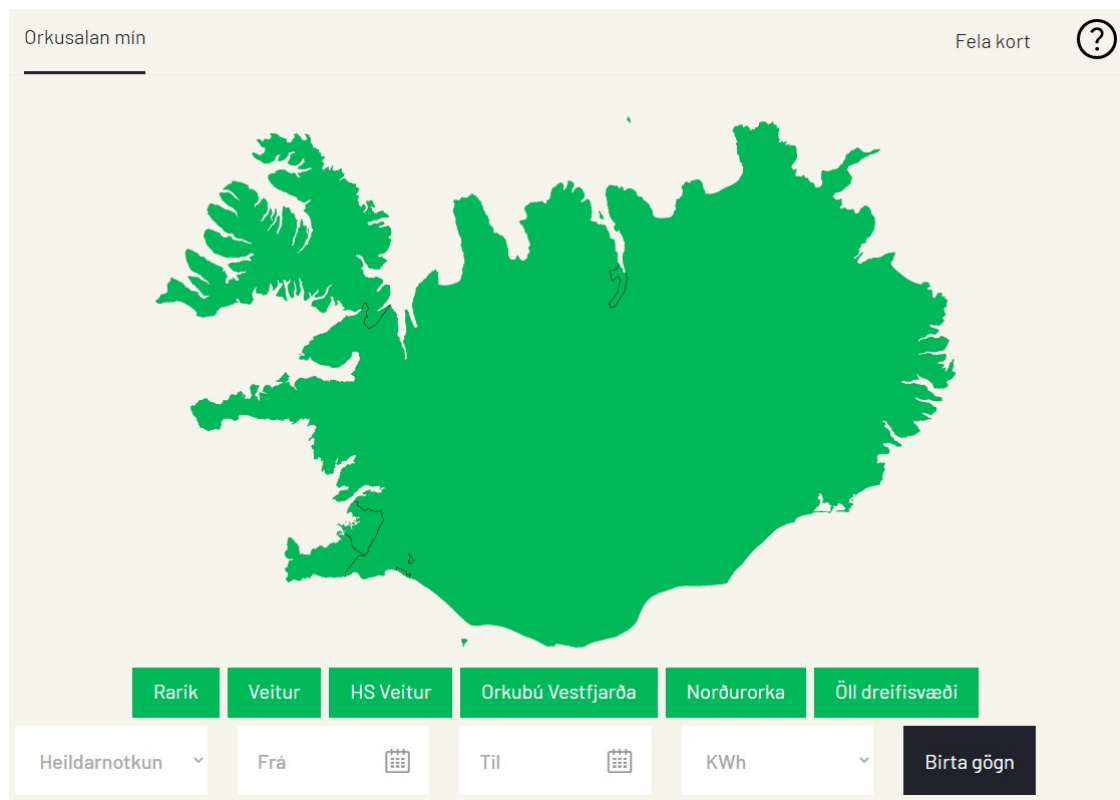 Orkusalan mín
Fela kort
?
Rarik
Veitur
HS Veitur
Orkubú Vestfjarða
Norðurorka
Öll dreifisvæði
Heildarnotkun
Frá
Til
KWh
Birta gögn